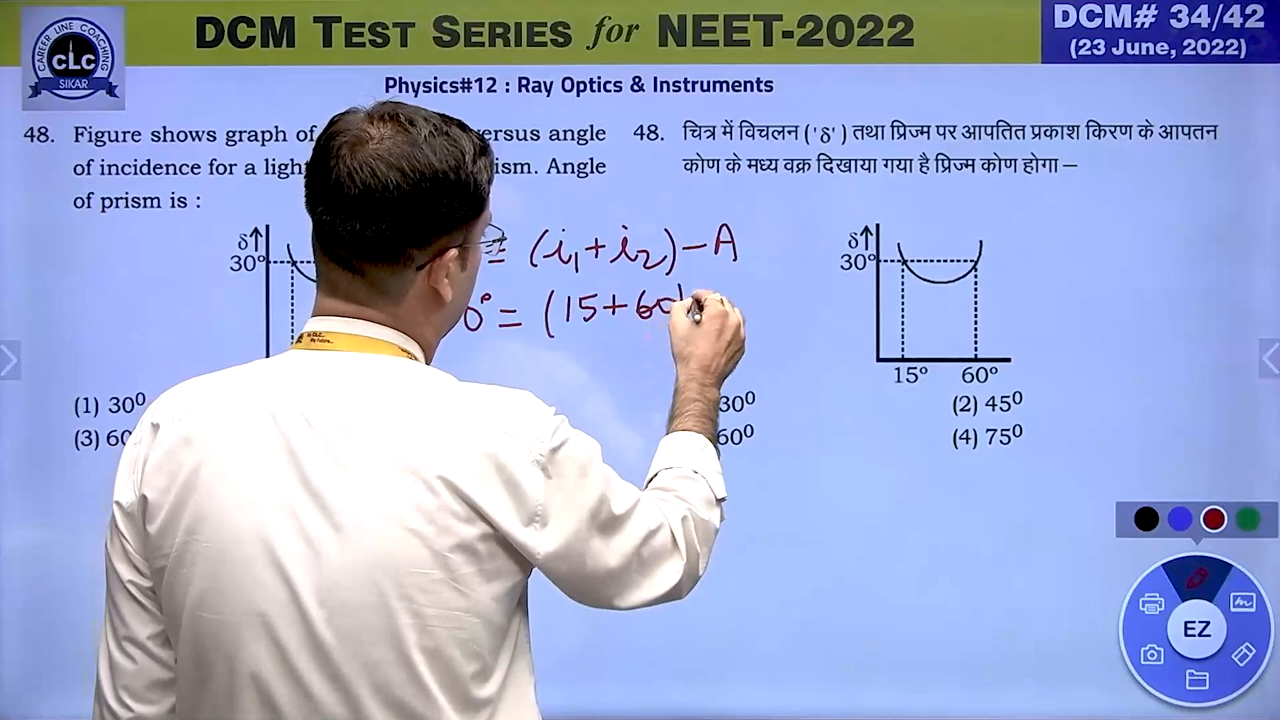 DCM TEST SERIES for NEET-2022
DCM# 34/42
(23 June, 2022)
CAREER LINE COACHING
CLC
SIKAR
Physics#12 : Ray Optics & Instruments
48. Figure shows graph of versus angle
of incidence for a light ism. Angle
of prism is :
δ↑
30°
(1) 30⁰
(3) 60
= (i₁+i₂)-A
0° = (15+60)
48. चित्र में विचलन ('δ') तथा प्रिज्म पर आपतित प्रकाश किरण के आपतन
कोण के मध्य वक्र दिखाया गया है प्रिज्म कोण होगा –
δ↑
30°
15° 60°
30⁰ (2) 45⁰
60⁰ (4) 75⁰
EZ